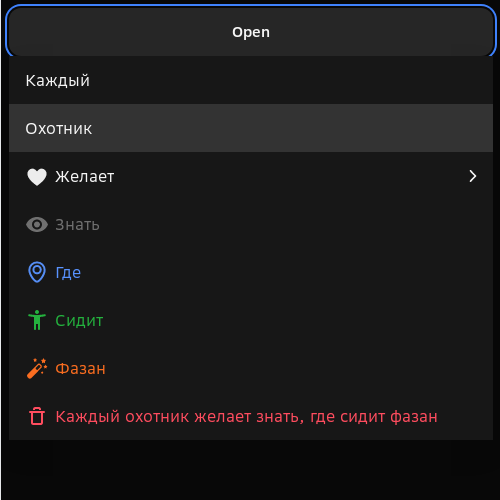 Open
Каждый
Охотник
Желает
Знать
Где
Сидит
Фазан
Каждый охотник желает знать, где сидит фазан